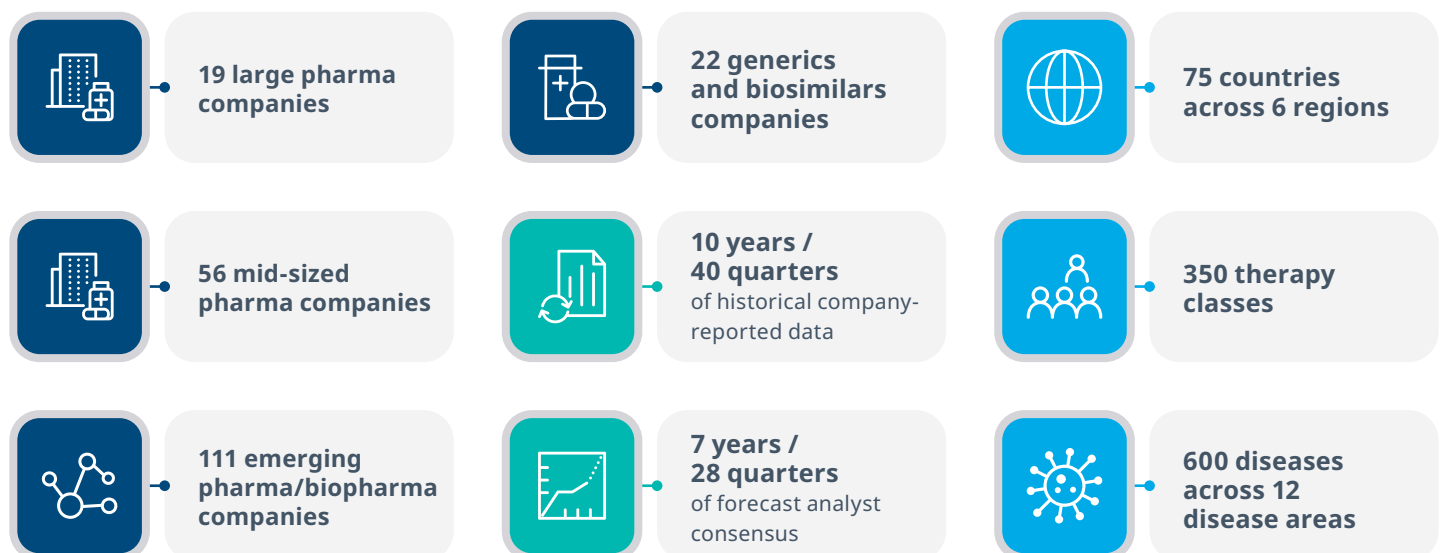 19 large pharma
companies
22 generics
and biosimilars
companies
75 countries
across 6 regions
56 mid-sized
pharma companies
10 years /
40 quarters
of historical company-
reported data
350 therapy
classes
111 emerging
pharma/biopharma
companies
7 years /
28 quarters
of forecast analyst
consensus
600 diseases
across 12
disease areas